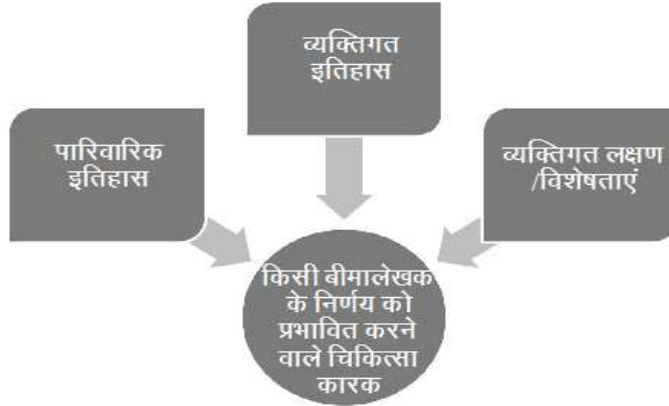 व्यक्तिगत
इतिहास
पारिवारिक
इतिहास
व्यक्तिगत लक्षण
/विशेषताएं
किसी बीमालेखक
के निर्णय को
प्रभावित करने
वाले चिकित्सा
कारक